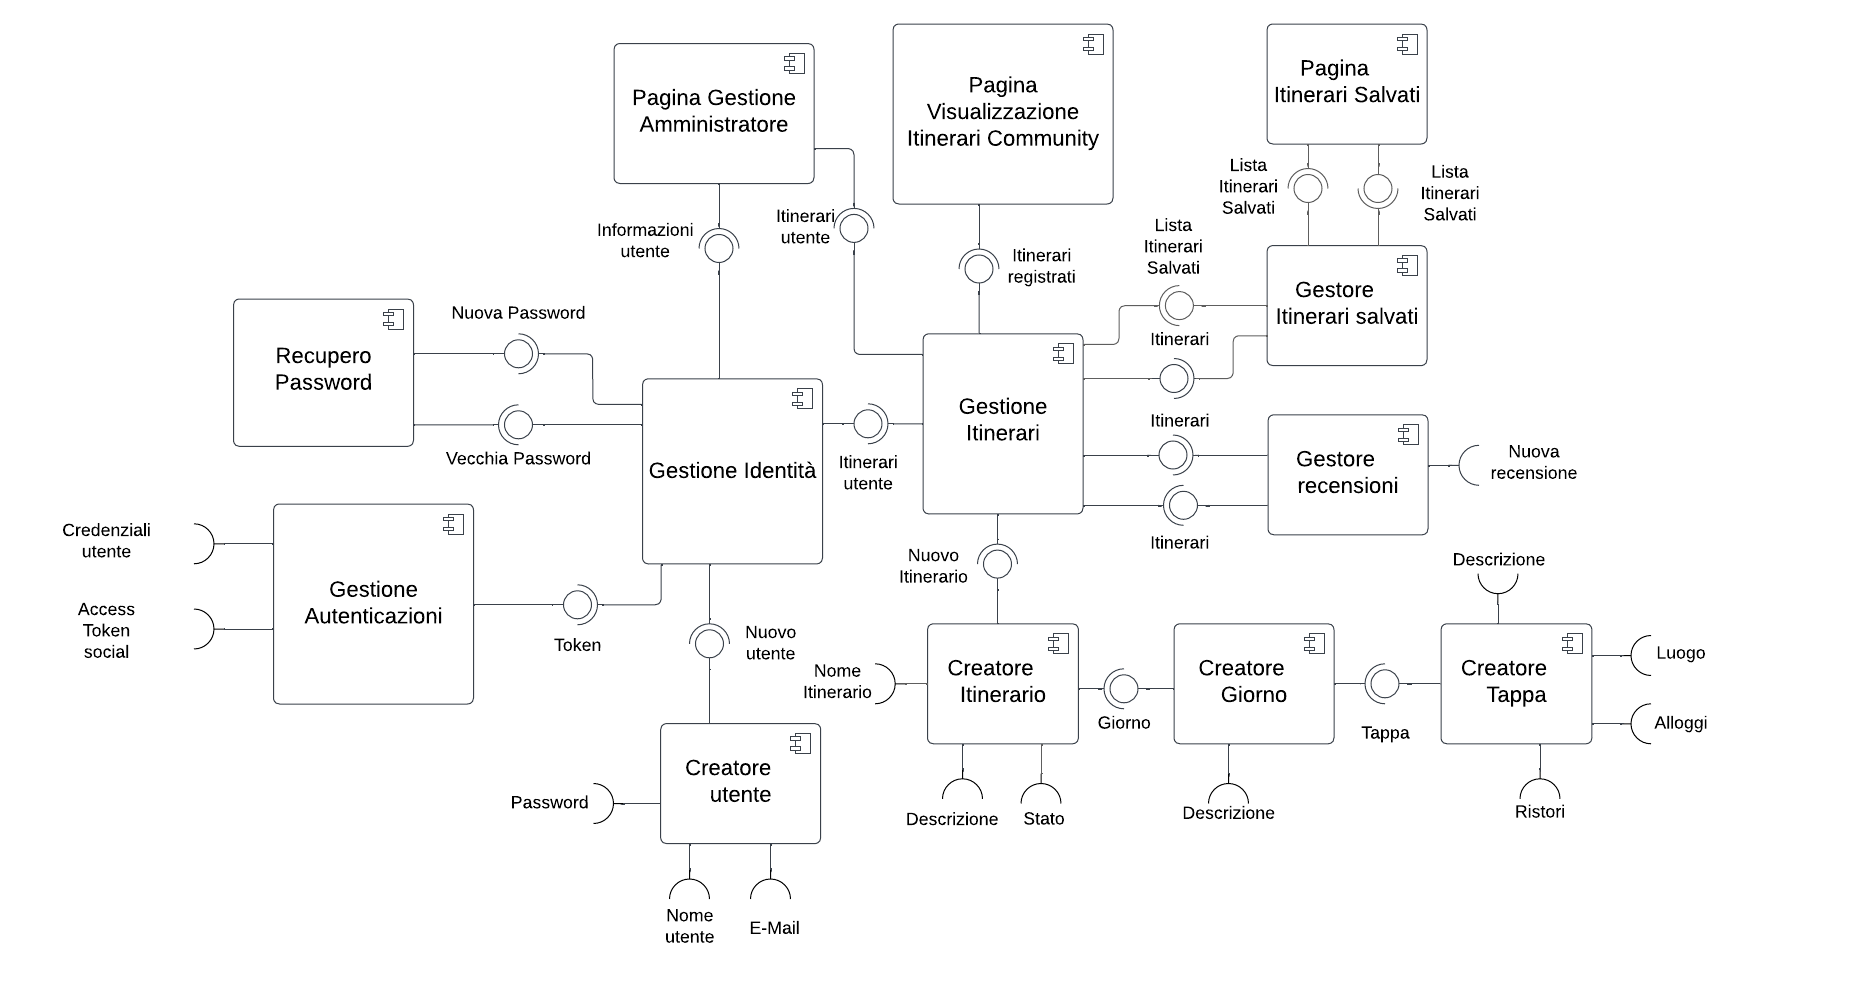 Pagina Gestione
Amministratore
Pagina
Visualizzazione
Itinerari Community
Pagina
Itinerari Salvati
Informazioni
utente
Itinerari
utente
Itinerari
registrati
Lista
Itinerari
Salvati
Lista
Itinerari
Salvati
Lista
Itinerari
Salvati
Gestore
Itinerari salvati
Itinerari
Recupero
Password
Nuova Password
Vecchia Password
Gestione Identità
Itinerari
utente
Gestione
Itinerari
Itinerari
Itinerari
Gestore
recensioni
Nuova
recensione
Credenziali
utente
Access
Token
social
Gestione
Autenticazioni
Token
Nuovo
utente
Nuovo
Itinerario
Nome
Itinerario
Creatore
Itinerario
Giorno
Creatore
Giorno
Tappa
Descrizione
Creatore
Tappa
Luogo
Alloggi
Descrizione
Stato
Descrizione
Ristori
Password
Creatore
utente
Nome
utente
E-Mail